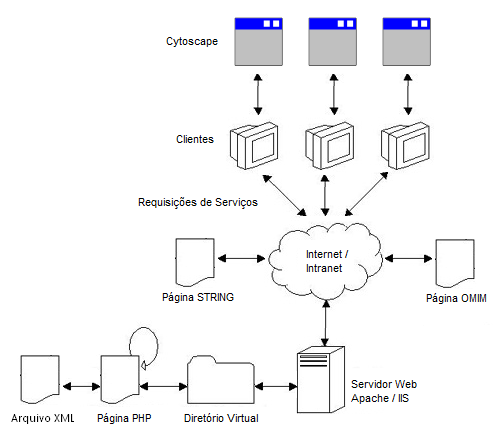 Cytoscape
Clientes
Requisições de Serviços
Internet /
Intranet
Página STRING
Página OMIM
Servidor Web
Apache / IIS
Arquivo XML
Página PHP
Diretório Virtual